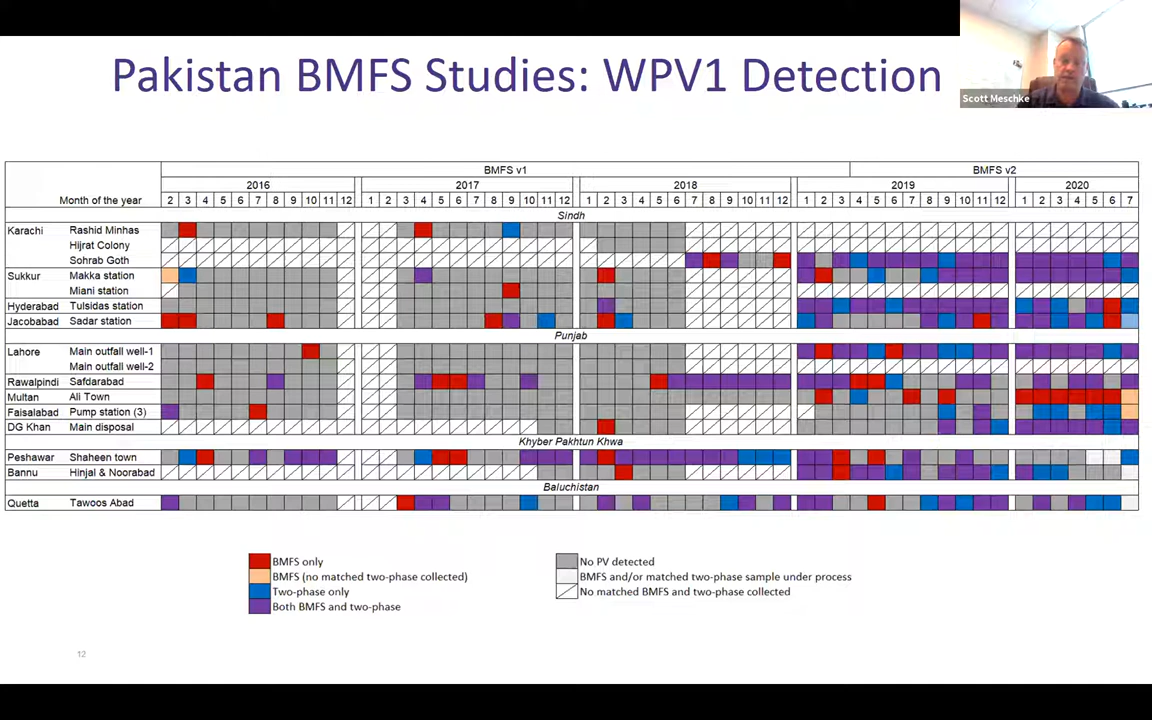 Pakistan BMFS Studies: WPV1 Detection
Scott Meschke
BMFS v1 BMFS v2
2016 2017 2018 2019 2020
Month of the year 2 3 4 5 6 7 8 9 10 11 12 1 2 3 4 5 6 7 8 9 10 11 12 1 2 3 4 5 6 7 8 9 10 11 12 1 2 3 4 5 6 7 8 9 10 11 12 1 2 3 4 5 6 7
Sindh
Karachi Rashid Minhas
Hijrat Colony
Sohrab Goth
Sukkur Makka station
Miani station
Hyderabad Tulsidas station
Jacobabad Sadar station
Punjab
Lahore Main outfall well-1
Main outfall well-2
Rawalpindi Safdarabad
Multan Ali Town
Faisalabad Pump station (3)
DG Khan Main disposal
Khyber Pakhtun Khwa
Peshawar Shaheen town
Bannu Hinjal & Noorabad
Baluchistan
Quetta Tawoos Abad
BMFS only
BMFS (no matched two-phase collected)
Two-phase only
Both BMFS and two-phase
No PV detected
BMFS and/or matched two-phase sample under process
No matched BMFS and two-phase collected
12